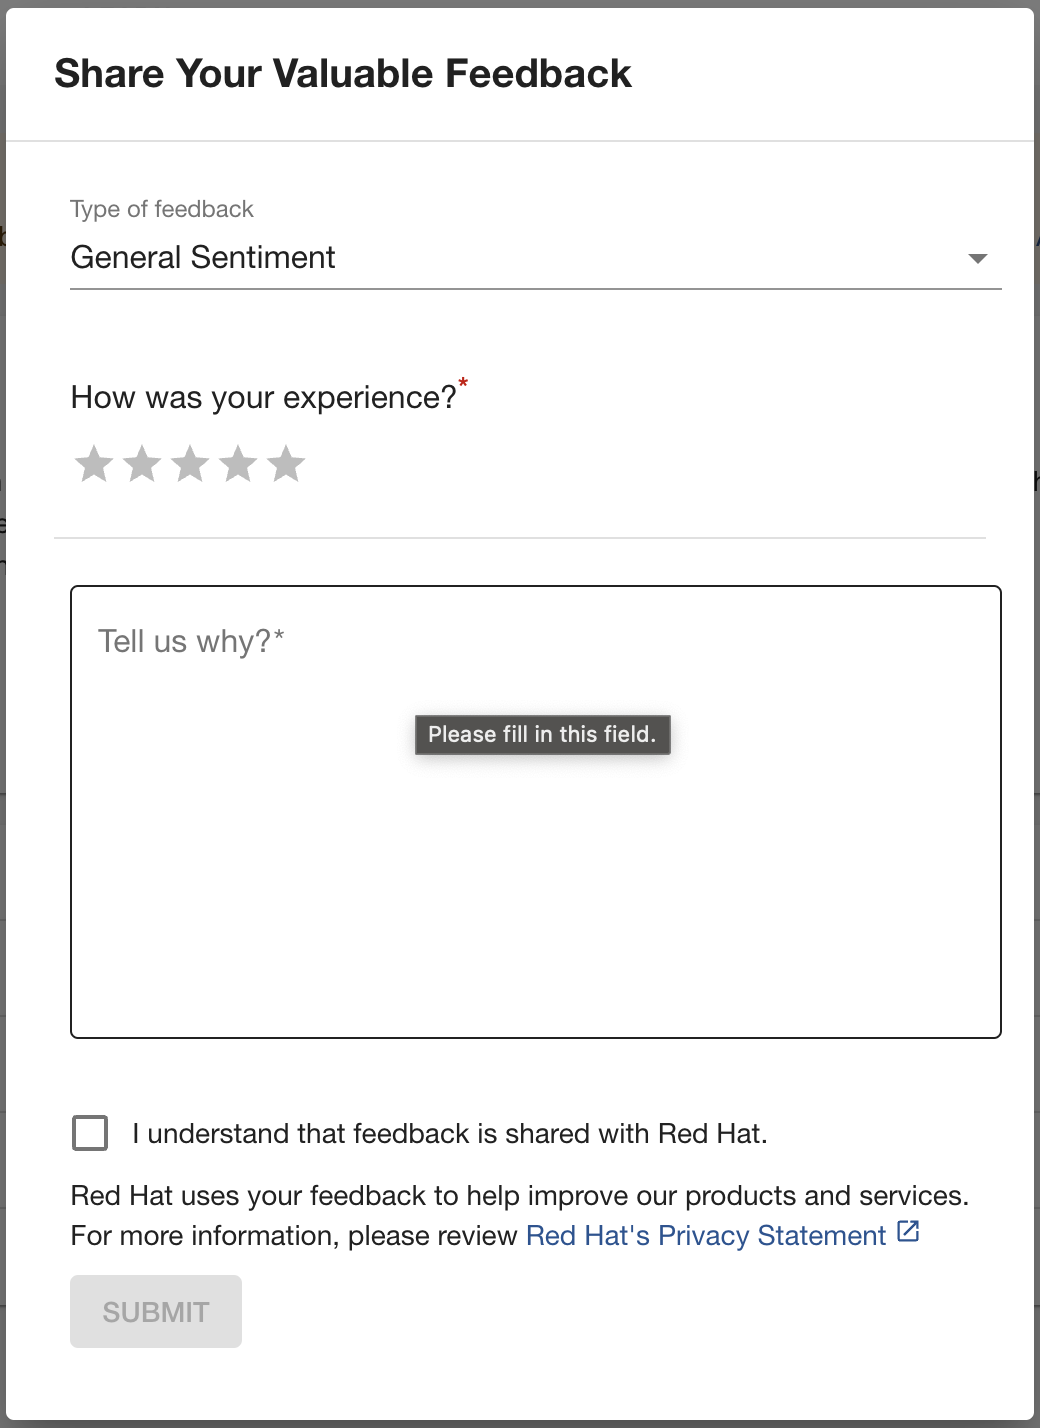 Share Your Valuable Feedback
Type of feedback
General Sentiment
How was your experience?*
Tell us why?*
Please fill in this field.
I understand that feedback is shared with Red Hat.
Red Hat uses your feedback to help improve our products and services.
For more information, please review Red Hat's Privacy Statement
SUBMIT